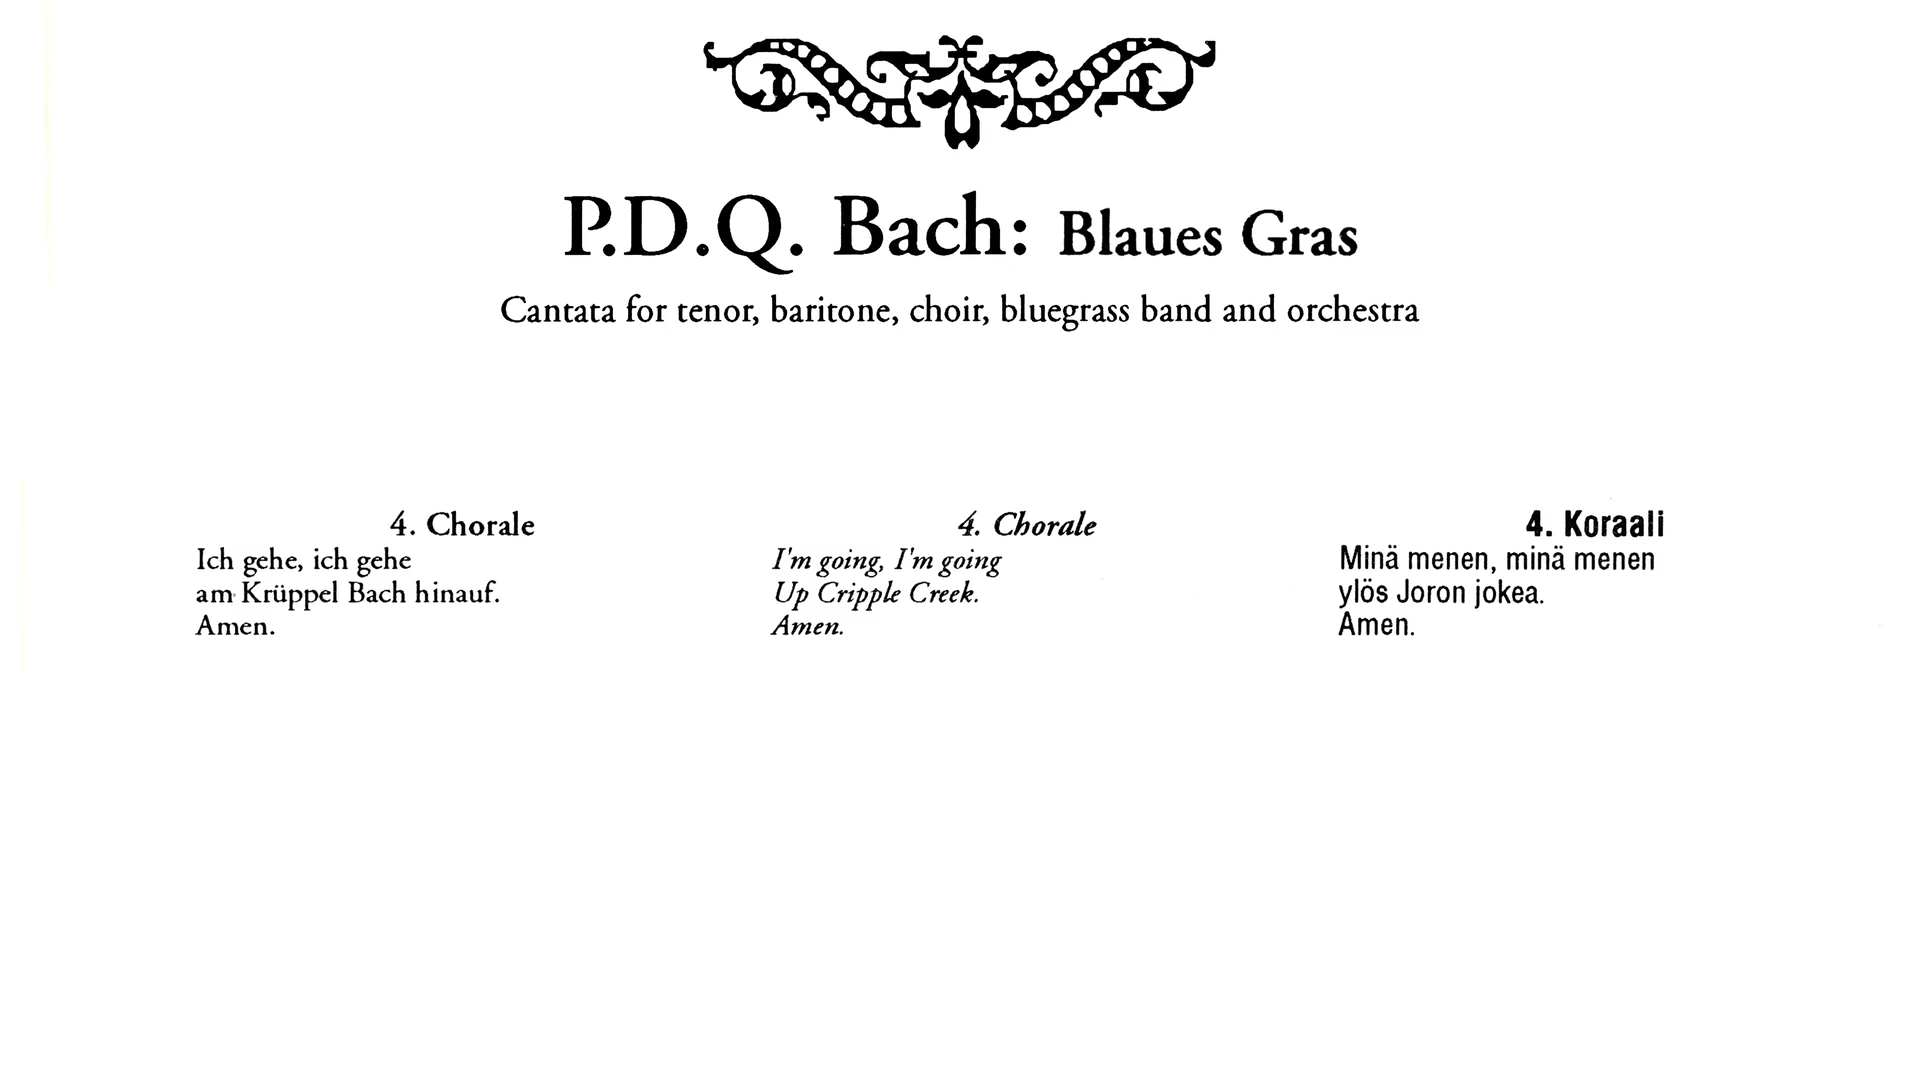 P.D.Q. Bach: Blaues Gras
Cantata for tenor, baritone, choir, bluegrass band and orchestra
4. Chorale
Ich gehe, ich gehe
am Krüppel Bach hinauf.
Amen.
4. Chorale
I'm going, I'm going
Up Cripple Creek.
Amen.
4. Koraali
Minä menen, minä menen
ylös Joron jokea.
Amen.